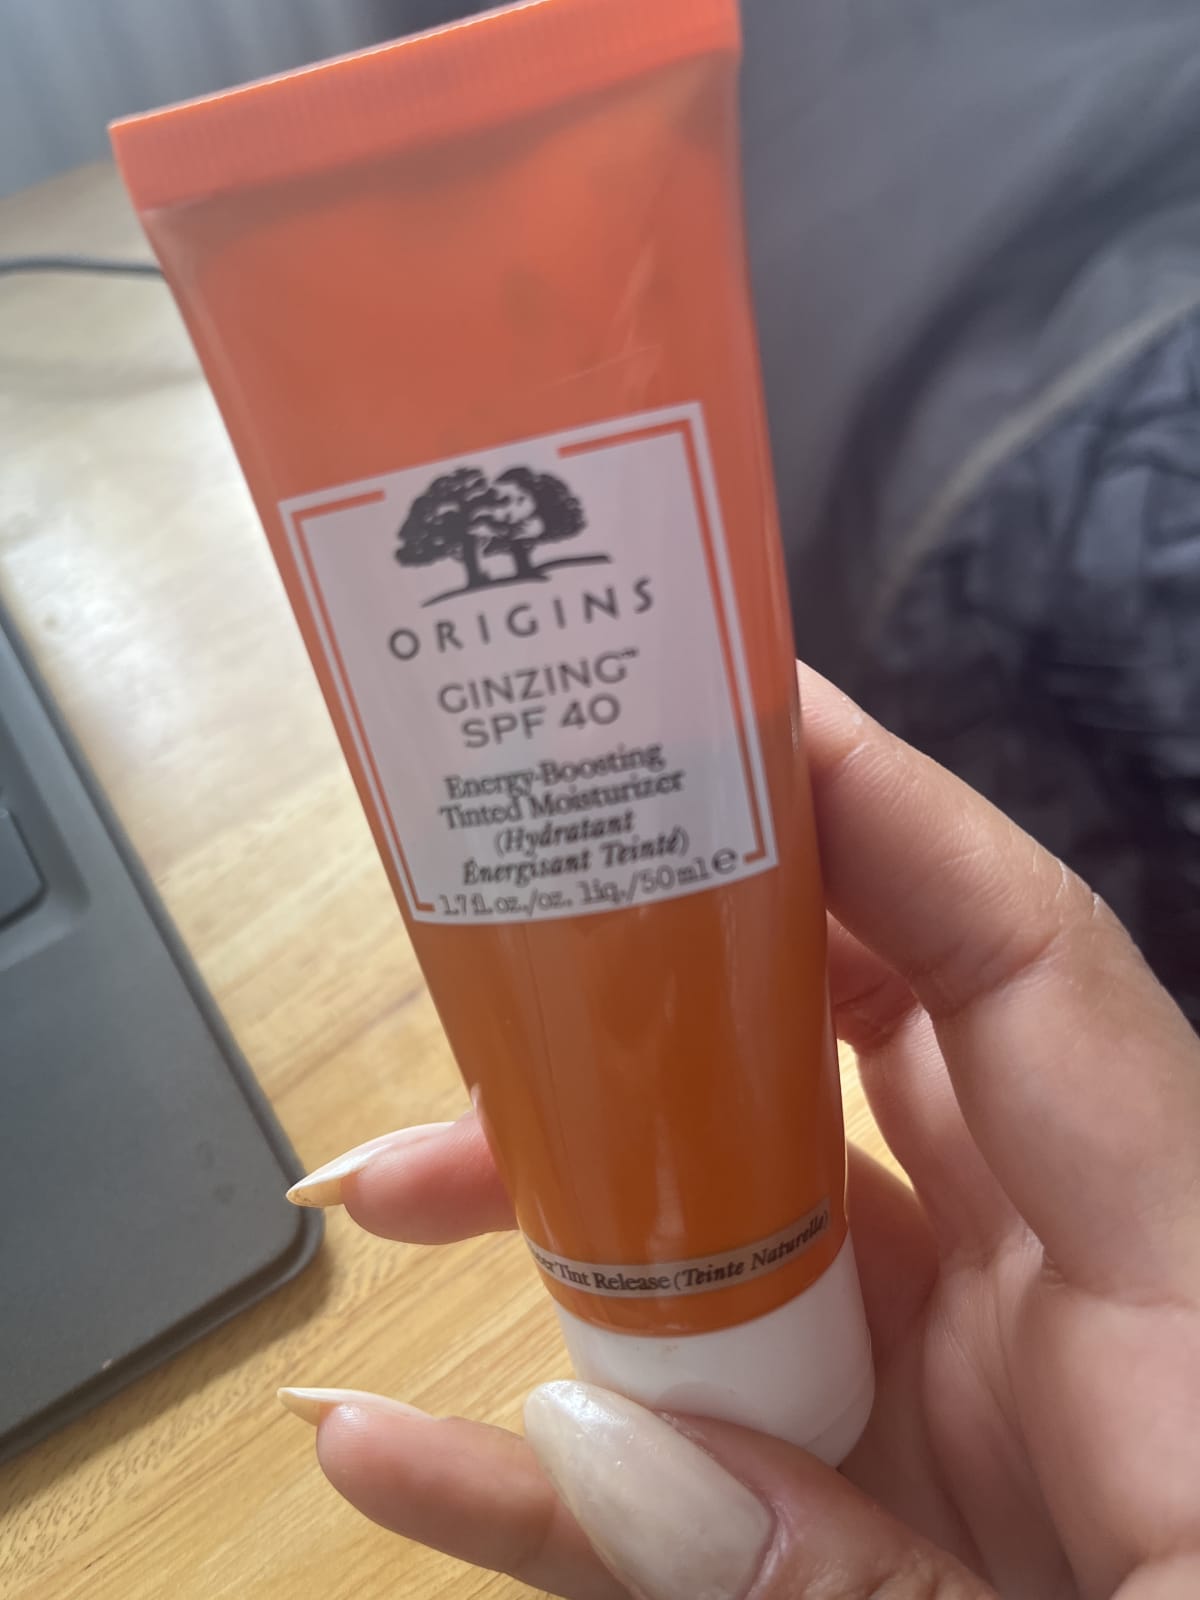 ORIGINS
GINZING™
SPF 40
Energy-Boosting
Tinted Moisturizer
(Hydratant
Énergisant Teinté)
1.7 fl. oz./oz. liq./50 ml e
Tint Release (Teinte Naturelle)